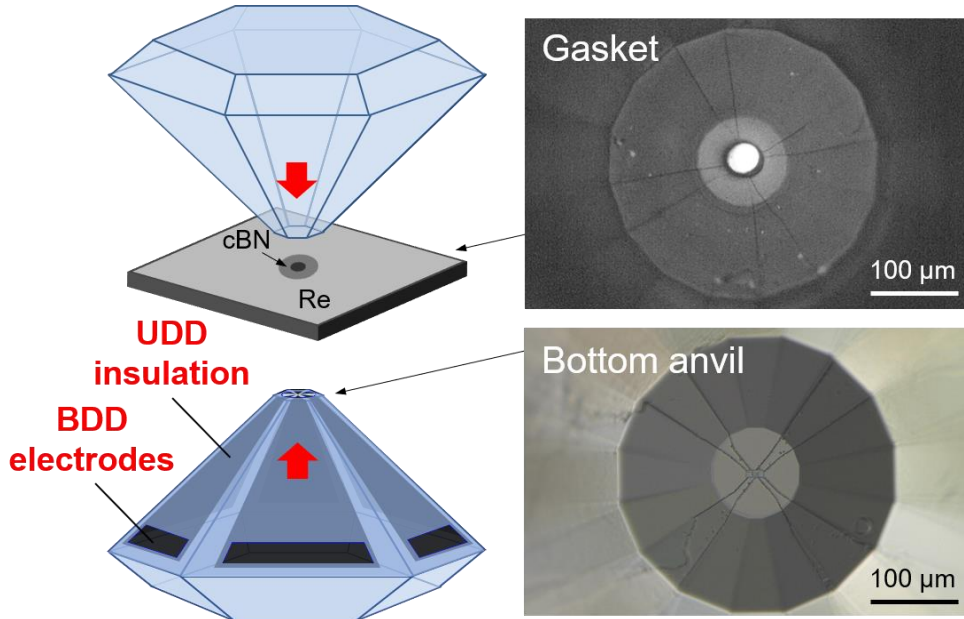 Gasket
cBN
Re
100 µm
UDD
insulation
BDD
electrodes
Bottom anvil
100 µm